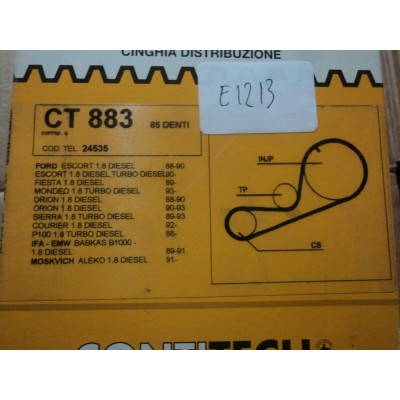 CINGHIA DISTRIBUZIONE
E1213
CT 883 65 DENTI
COD. TEL. 24535
FORD ESCORT 1.8 DIESEL 88-90
ESCORT 1.8 DIESEL, TURBO DIESEL 90-
FIESTA 1.8 DIESEL 89-
MONDEO 1.8 TURBO DIESEL 93-
ORION 1.8 DIESEL 88-90
ORION 1.8 DIESEL 90-93
SIERRA 1.8 TURBO DIESEL 89-93
COURIER 1.8 DIESEL 92-
P100 1.8 TURBO DIESEL 88-
IFA - EMW BABKAS B1000 -
1.8 DIESEL 89-91
MOSKVICH ALEKO 1.8 DIESEL 91-
INJP
TP
CS
CONTITECH